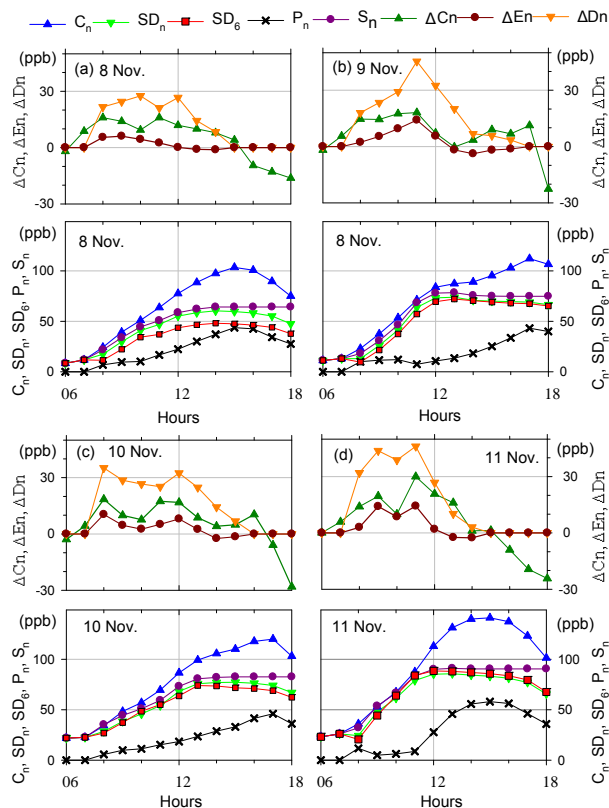 Cn SDn SD6 Pn Sn ΔCn ΔEn ΔDn
(ppb)
(a) 8 Nov.
(b) 9 Nov.
(ppb)
30
0
-30
ΔCn, ΔEn, ΔDn
30
0
-30
ΔCn, ΔEn, ΔDn
(ppb)
8 Nov.
8 Nov.
(ppb)
100
50
0
Cn, SDn, SD6, Pn, Sn
100
50
0
Cn, SDn, SD6, Pn, Sn
06 12 18
06 12 18
Hours
Hours
(ppb)
(c) 10 Nov.
(d) 11 Nov.
(ppb)
30
0
-30
ΔCn, ΔEn, ΔDn
30
0
-30
ΔCn, ΔEn, ΔDn
(ppb)
10 Nov.
11 Nov.
(ppb)
100
50
0
Cn, SDn, SD6, Pn, Sn
100
50
0
Cn, SDn, SD6, Pn, Sn
06 12 18
06 12 18
Hours
Hours